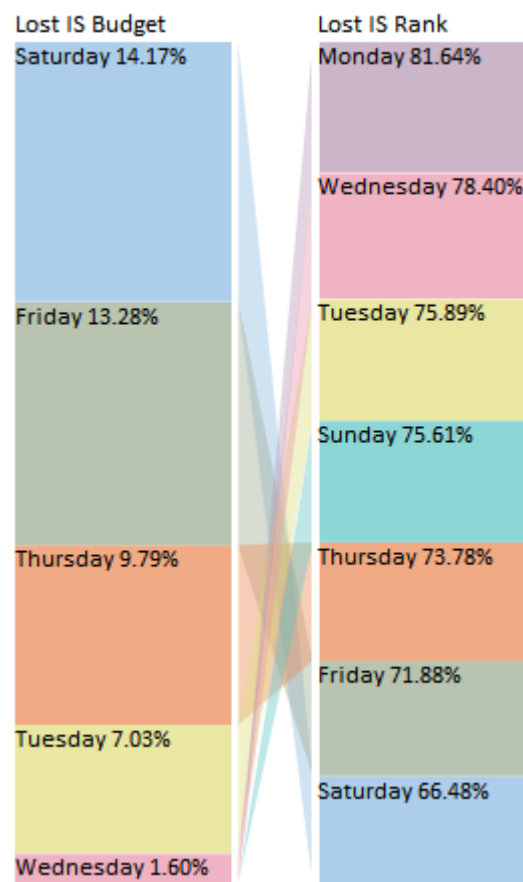 Lost IS Budget
Saturday 14.17%
Friday 13.28%
Thursday 9.79%
Tuesday 7.03%
Wednesday 1.60%
Lost IS Rank
Monday 81.64%
Wednesday 78.40%
Tuesday 75.89%
Sunday 75.61%
Thursday 73.78%
Friday 71.88%
Saturday 66.48%